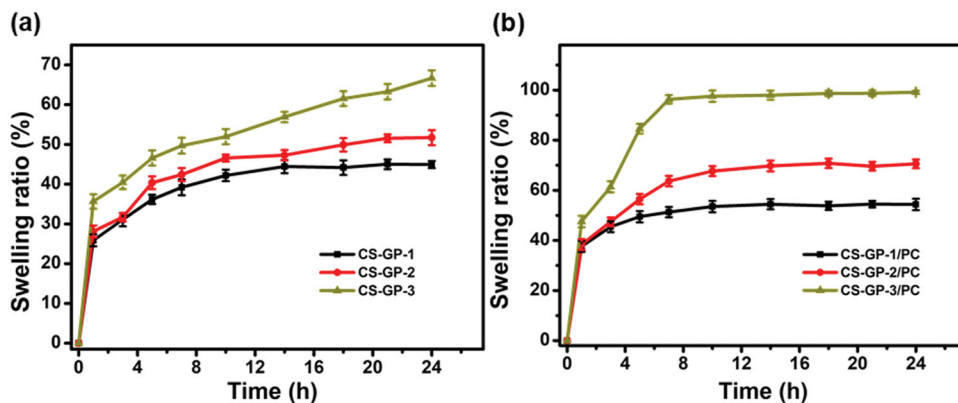 (a)
Swelling ratio (%)
70
60
50
40
30
20
10
0
CS-GP-1
CS-GP-2
CS-GP-3
0 4 8 12 16 20 24
Time (h)
(b)
Swelling ratio (%)
100
80
60
40
20
0
CS-GP-1/PC
CS-GP-2/PC
CS-GP-3/PC
0 4 8 12 16 20 24
Time (h)